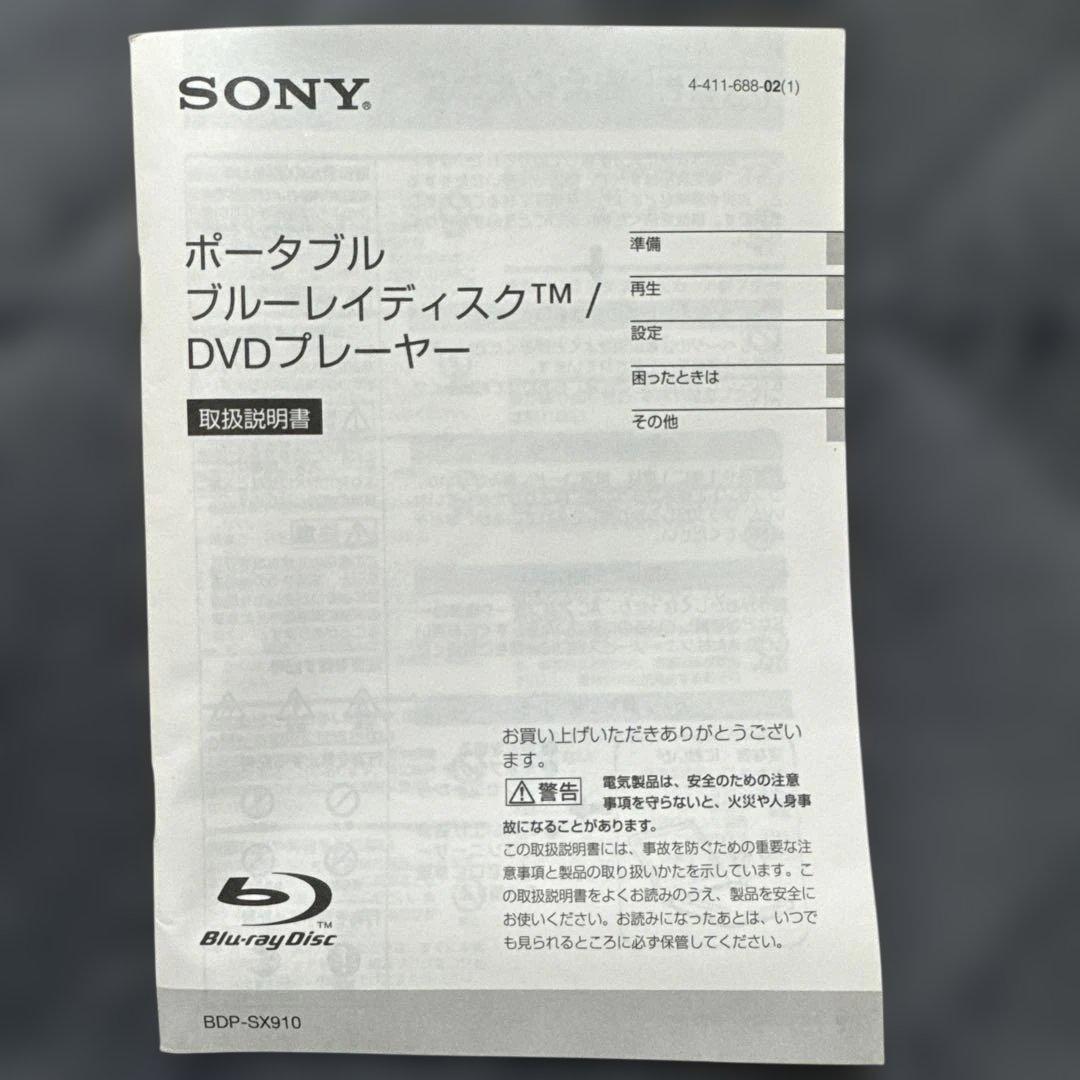 SONY®
4-411-688-02(1)
ポータブル
ブルーレイディスク™ /
DVDプレーヤー
取扱説明書
準備
再生
設定
困ったときは
その他
お買い上げいただきありがとうござい
ます。
⚠警告 電気製品は、安全のための注意
事項を守らないと、火災や人身事
故になることがあります。
この取扱説明書には、事故を防ぐための重要な注
意事項と製品の取り扱いかたを示しています。こ
の取扱説明書をよくお読みのうえ、製品を安全に
お使いください。お読みになったあとは、いつで
も見られるところに必ず保管してください。
Blu-ray Disc™
BDP-SX910